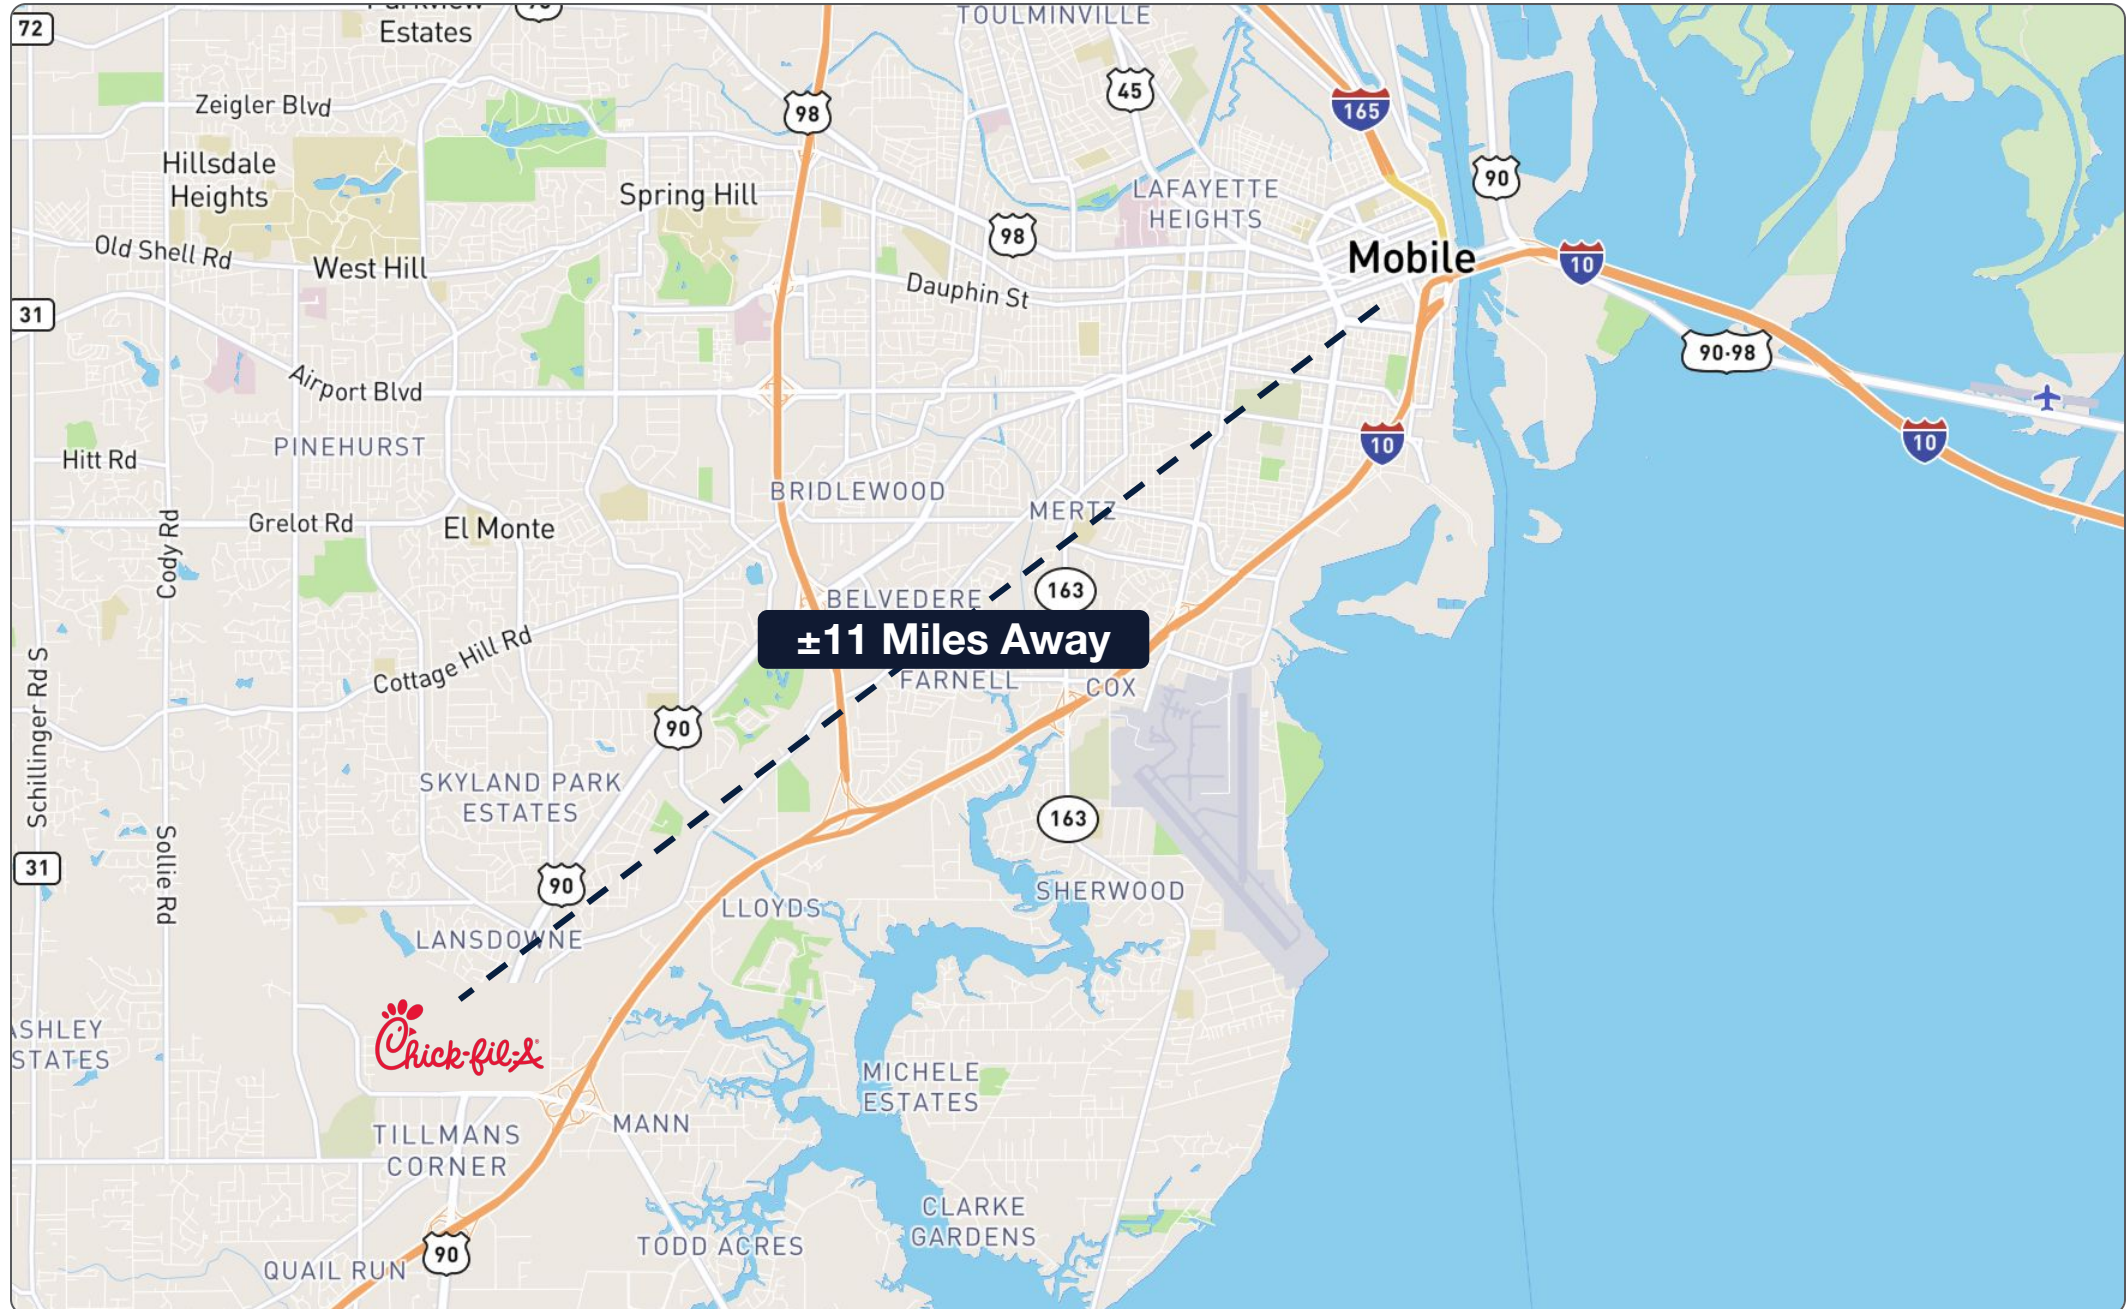 Parkview
Estates
TOULMINVILLE
72
98
45
165
Zeigler Blvd
Hillsdale
Heights
Spring Hill
LAFAYETTE
HEIGHTS
90
98
Old Shell Rd
West Hill
Mobile
10
Dauphin St
31
90·98
Airport Blvd
PINEHURST
Hitt Rd
10
10
BRIDLEWOOD
MERTZ
Grelot Rd
El Monte
Cody Rd
163
BELVEDERE
±11 Miles Away
Cottage Hill Rd
FARNELL
COX
Schillinger Rd S
90
SKYLAND PARK
ESTATES
163
Sollie Rd
31
90
LLOYDS
SHERWOOD
LANSDOWNE
ASHLEY
STATES
Chick-fil-A
MICHELE
ESTATES
MANN
TILLMANS
CORNER
CLARKE
GARDENS
TODD ACRES
90
QUAIL RUN